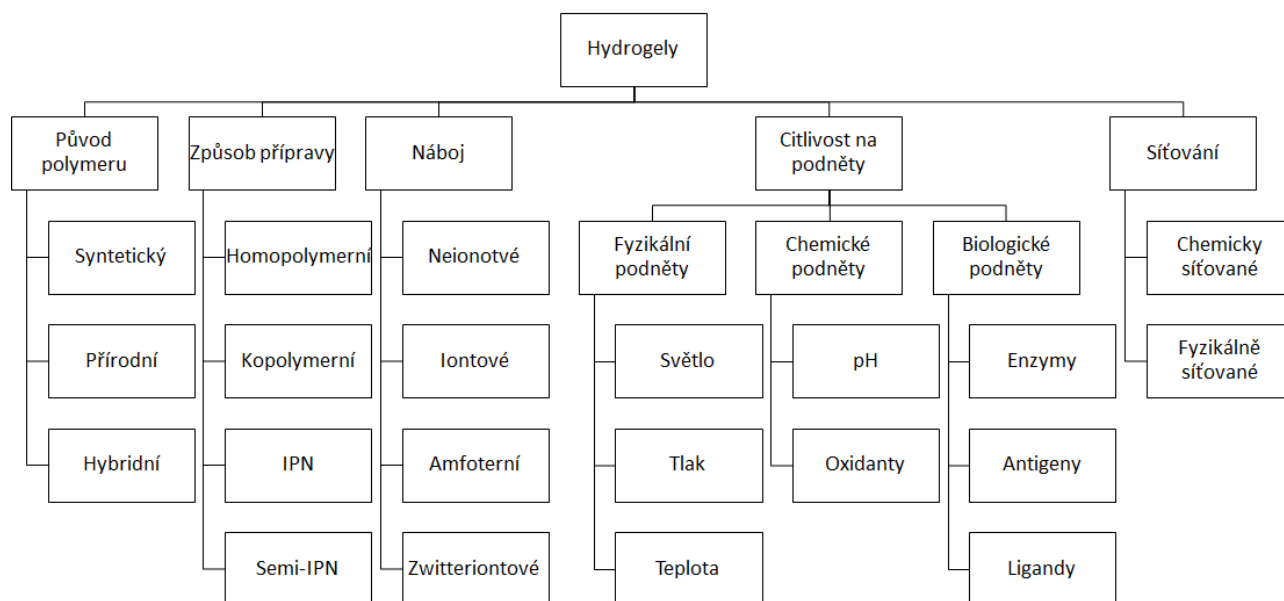 Hydrogely
Původ
polymeru
Způsob přípravy
Náboj
Citlivost na
podněty
Síťování
Syntetický
Homopolymerní
Neionotvé
Fyzikální
podněty
Chemické
podněty
Biologické
podněty
Chemicky
síťované
Přírodní
Kopolymerní
Iontové
Světlo
pH
Enzymy
Fyzikálně
síťované
Hybridní
IPN
Amfoterní
Tlak
Oxidanty
Antigeny
Semi-IPN
Zwitteriontové
Teplota
Ligandy